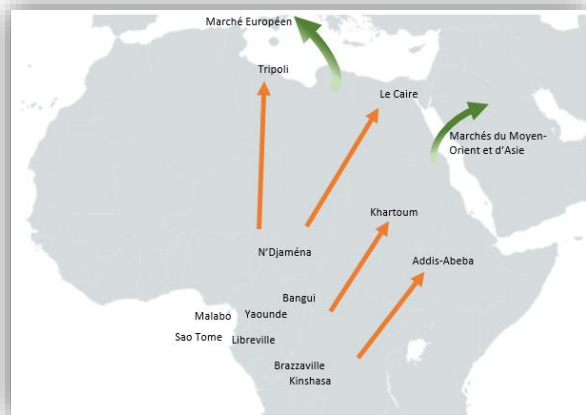 Marché Européen
Tripoli
Le Caire
Marchés du Moyen-
Orient et d'Asie
Khartoum
N'Djaména
Addis-Abeba
Bangui
Malabo
Yaounde
Sao Tome
Libreville
Brazzaville
Kinshasa